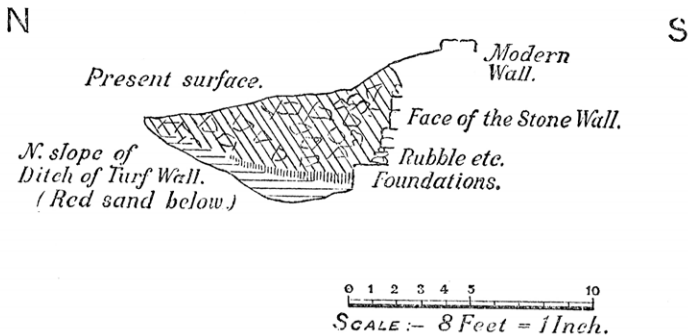 N
S
Modern
Wall.
Present surface.
Face of the Stone Wall.
N. slope of
Ditch of Turf Wall.
(Red sand below.)
Rubble etc.
Foundations.
0 1 2 3 4 5 10
SCALE:- 8 Feet = 1 Inch.